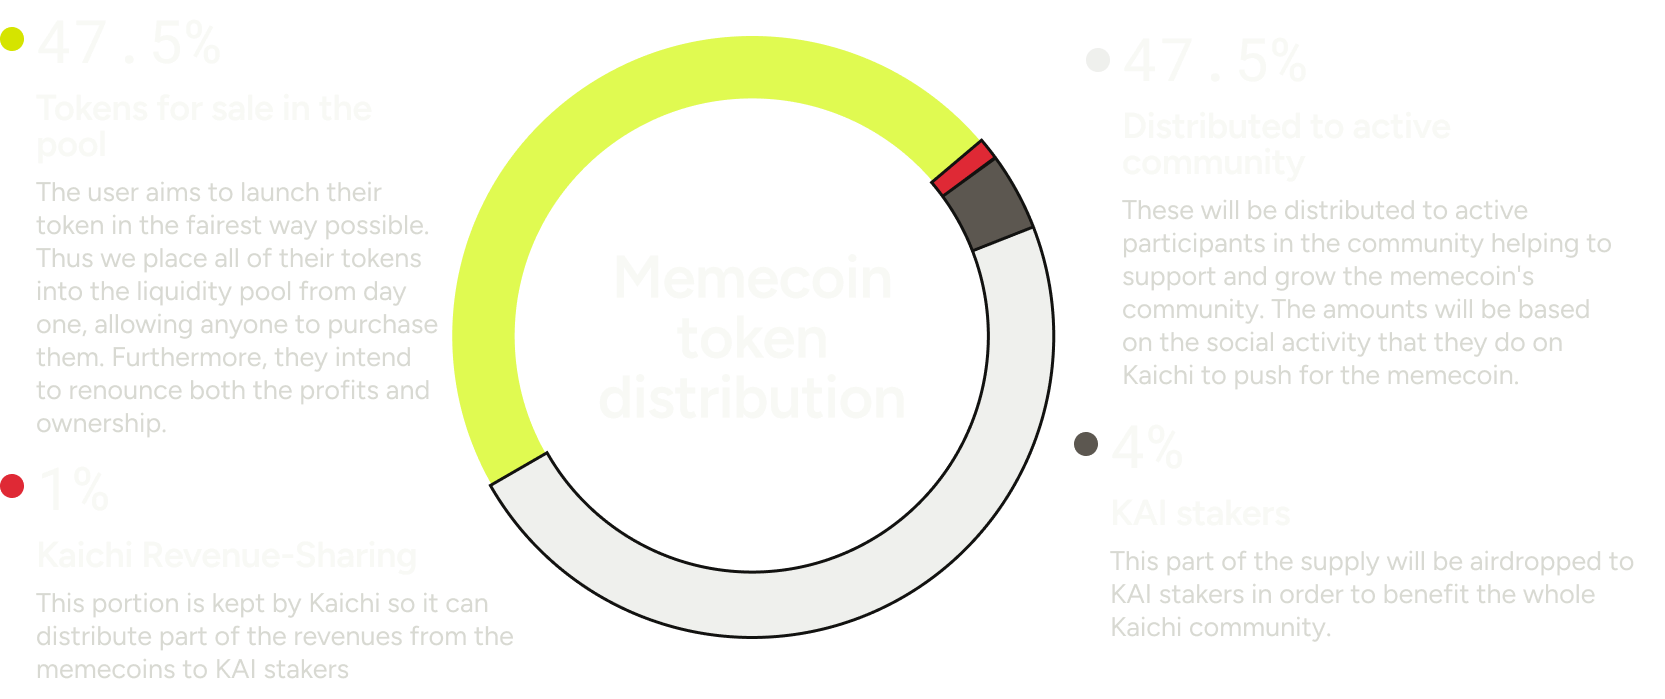 47.5%
Tokens for sale in the
pool
The user aims to launch their
token in the fairest way possible.
Thus we place all of their tokens
into the liquidity pool from day
one, allowing anyone to purchase
them. Furthermore, they intend
to renounce both the profits and
ownership.
1%
Kaichi Revenue-Sharing
This portion is kept by Kaichi so it can
distribute part of the revenues from the
memecoins to KAI stakers
Memecoin
token
distribution
47.5%
Distributed to active
community
These will be distributed to active
participants in the community helping to
support and grow the memecoin's
community. The amounts will be based
on the social activity that they do on
Kaichi to push for the memecoin.
4%
KAI stakers
This part of the supply will be airdropped to
KAI stakers in order to benefit the whole
Kaichi community.